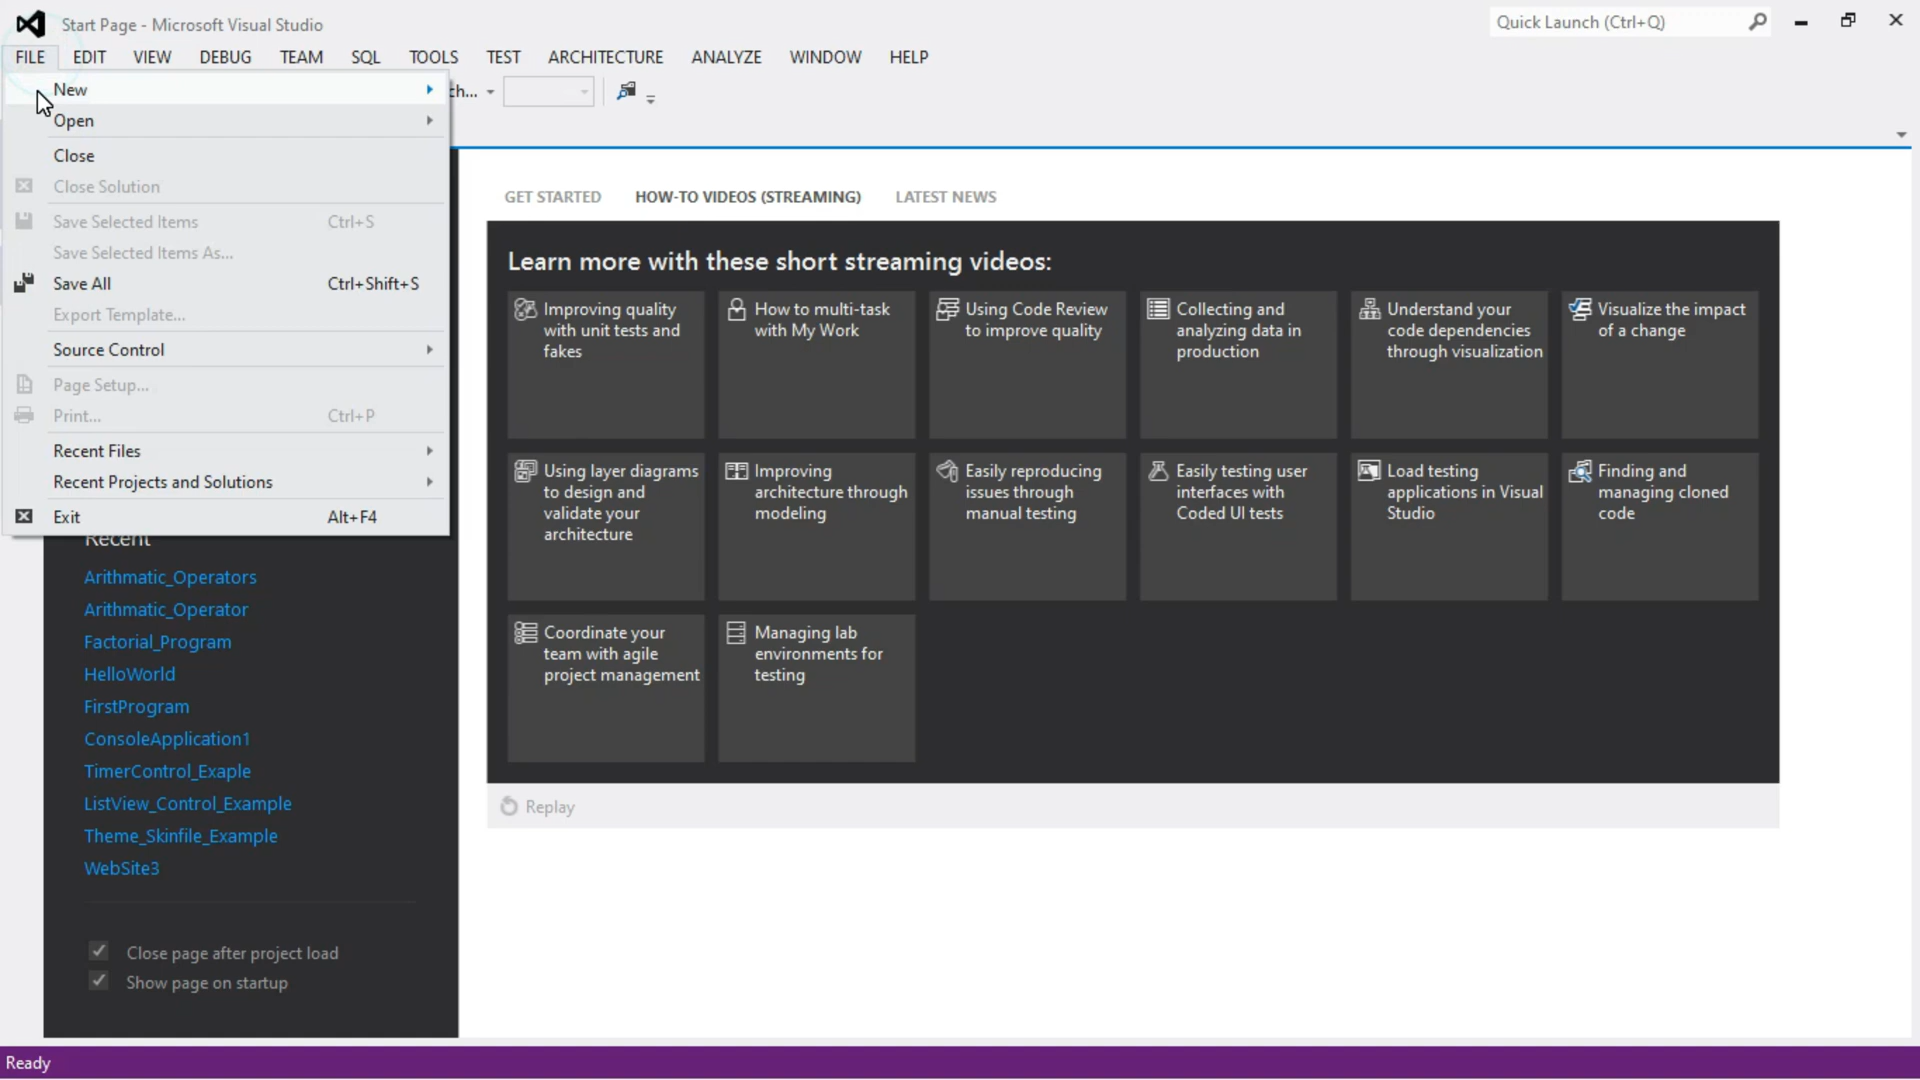 Start Page - Microsoft Visual Studio
Quick Launch (Ctrl+Q)
FILE EDIT VIEW DEBUG TEAM SQL TOOLS TEST ARCHITECTURE ANALYZE WINDOW HELP
New
ch...
Open
Close
Close Solution
Save Selected Items Ctrl+S
Save Selected Items As...
Save All Ctrl+Shift+S
Export Template...
Source Control
Page Setup...
Print... Ctrl+P
Recent Files
Recent Projects and Solutions
Exit Alt+F4
Recent
Arithmatic_Operators
Arithmatic_Operator
Factorial_Program
HelloWorld
FirstProgram
ConsoleApplication1
TimerControl_Exaple
ListView_Control_Example
Theme_Skinfile_Example
WebSite3
Close page after project load
Show page on startup
GET STARTED HOW-TO VIDEOS (STREAMING) LATEST NEWS
Learn more with these short streaming videos:
Improving quality
with unit tests and
fakes
How to multi-task
with My Work
Using Code Review
to improve quality
Collecting and
analyzing data in
production
Understand your
code dependencies
through visualization
Visualize the impact
of a change
Using layer diagrams
to design and
validate your
architecture
Improving
architecture through
modeling
Easily reproducing
issues through
manual testing
Easily testing user
interfaces with
Coded UI tests
Load testing
applications in Visual
Studio
Finding and
managing cloned
code
Coordinate your
team with agile
project management
Managing lab
environments for
testing
Replay
Ready